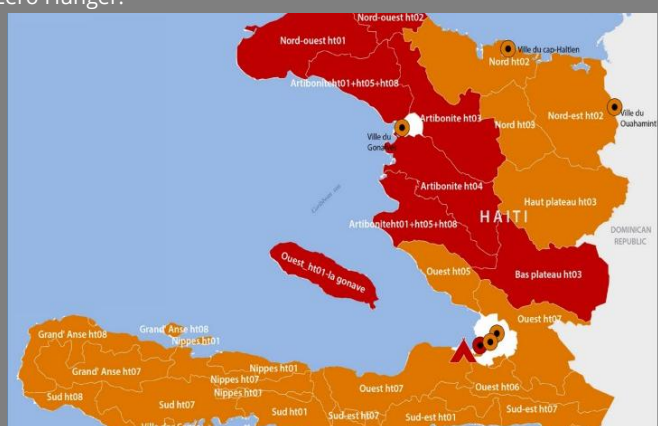 Zero Hunger.
Nord-ouest ht02
Nord-ouest ht01
Ville du cap-Haïtien
Nord ht02
Artiboniteht01+ht05+ht08
Artibonite ht03
Nord ht03
Nord-est ht02
Ville du
Ouahamint
Ville du
Artibonite ht04
Haut plateau ht03
HAITI
Artiboniteht01+ht05+ht08
DOMINICAN
REPUBLIC
Ouest_ht01-la gonave
Ouest ht05
Bas plateau ht03
Ouest ht07
Grand' Anse ht08
Grand' Anse ht08
Nippes ht01
Grand' Anse ht07
Nippes ht01
Nippes ht07
Nippes ht01
Ouest ht07
Ouest ht06
Sud ht08
Sud ht07
Sud ht01
Sud-est ht07
Sud-est ht01
Sud-est ht07